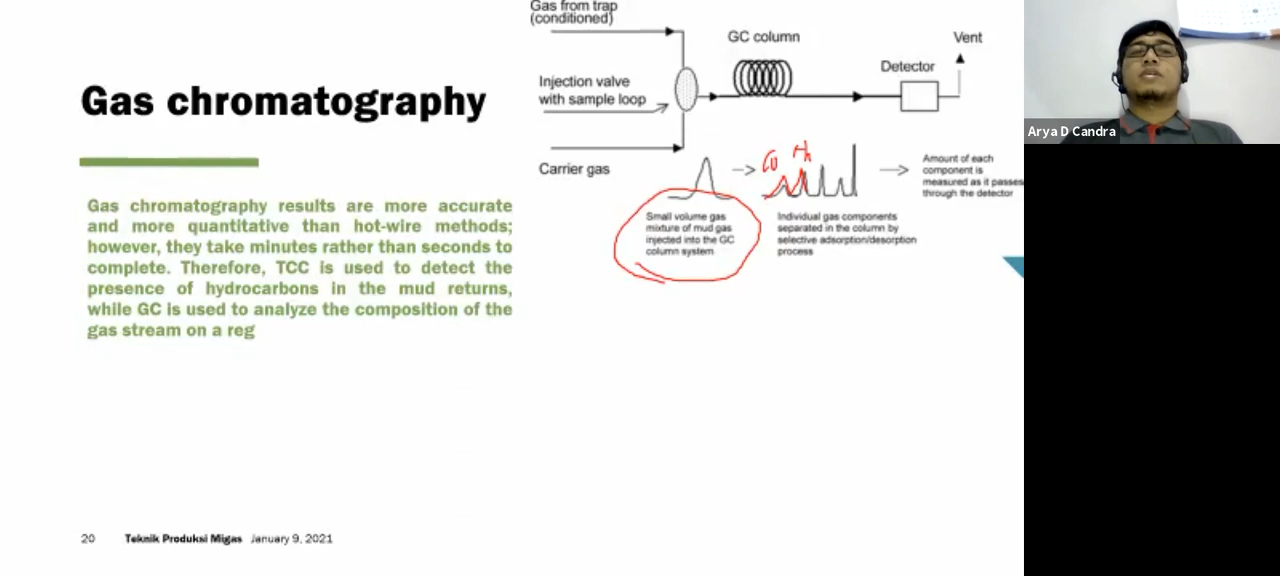 Gas chromatography
Gas chromatography results are more accurate
and more quantitative than hot-wire methods;
however, they take minutes rather than seconds to
complete. Therefore, TCC is used to detect the
presence of hydrocarbons in the mud returns,
while GC is used to analyze the composition of the
gas stream on a reg
Gas from trap
(conditioned)
Injection valve
with sample loop
Carrier gas
GC column
Detector
Vent
Small volume gas
mixture of mud gas
injected into the GC
column system
Individual gas components
separated in the column by
selective adsorption/desorption
process
Amount of each
component is
measured as it passes
through the detector
Arya D Candra
20 Teknik Produksi Migas January 9, 2021